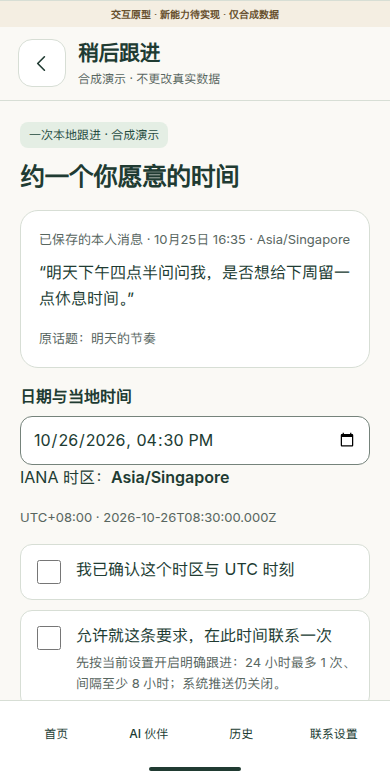 交互原型 · 新能力待实现 · 仅合成数据
稍后跟进
合成演示 · 不更改真实数据
一次本地跟进 · 合成演示
约一个你愿意的时间
已保存的本人消息 · 10月25日 16:35 · Asia/Singapore
“明天下午四点半问问我，是否想给下周留一
点休息时间。”
原话题：明天的节奏
日期与当地时间
10/26/2026, 04:30 PM
IANA 时区：Asia/Singapore
UTC+08:00 · 2026-10-26T08:30:00.000Z
我已确认这个时区与 UTC 时刻
允许就这条要求，在此时间联系一次
先按当前设置开启明确跟进：24 小时最多 1 次、
间隔至少 8 小时；系统推送仍关闭。
首页
AI 伙伴
历史
联系设置